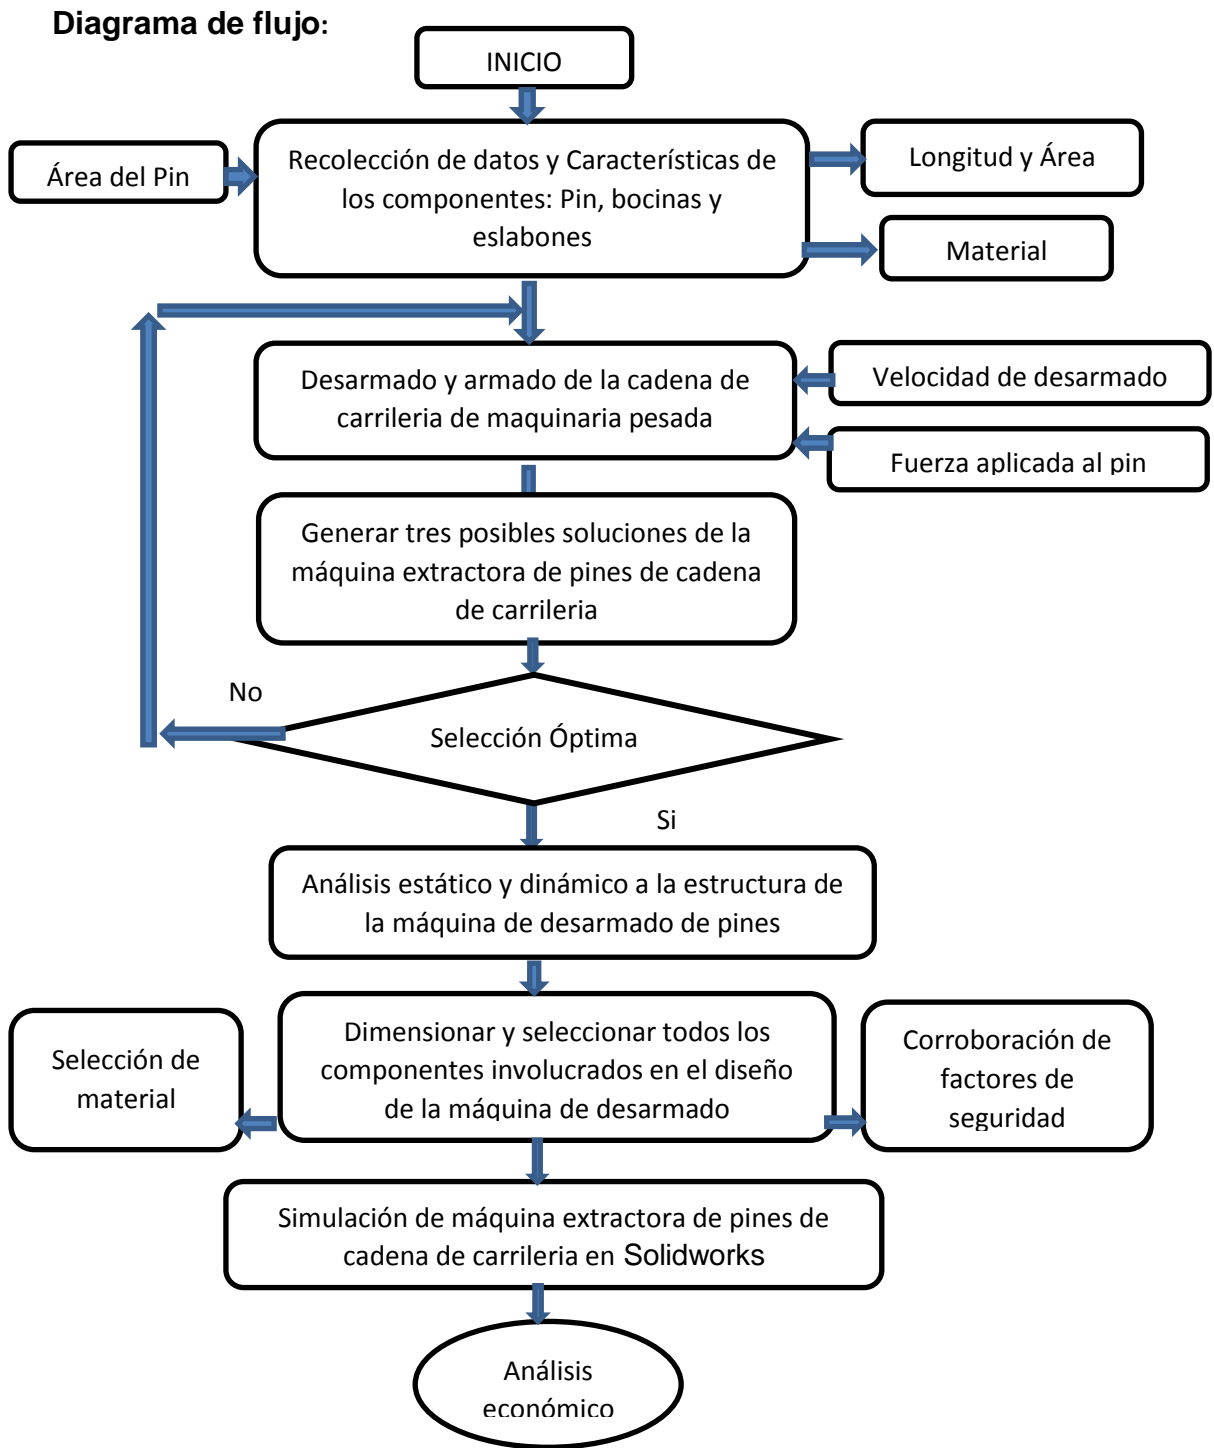 Diagrama de flujo:
INICIO
Área del Pin
Recolección de datos y Características de
los componentes: Pin, bocinas y
eslabones
Longitud y Área
Material
Desarmado y armado de la cadena de
carrileria de maquinaria pesada
Velocidad de desarmado
Fuerza aplicada al pin
Generar tres posibles soluciones de la
máquina extractora de pines de cadena
de carrileria
No
Selección Óptima
Si
Análisis estático y dinámico a la estructura de
la máquina de desarmado de pines
Selección de
material
Dimensionar y seleccionar todos los
componentes involucrados en el diseño
de la máquina de desarmado
Corroboración de
factores de
seguridad
Simulación de máquina extractora de pines de
cadena de carrileria en Solidworks
Análisis
económico